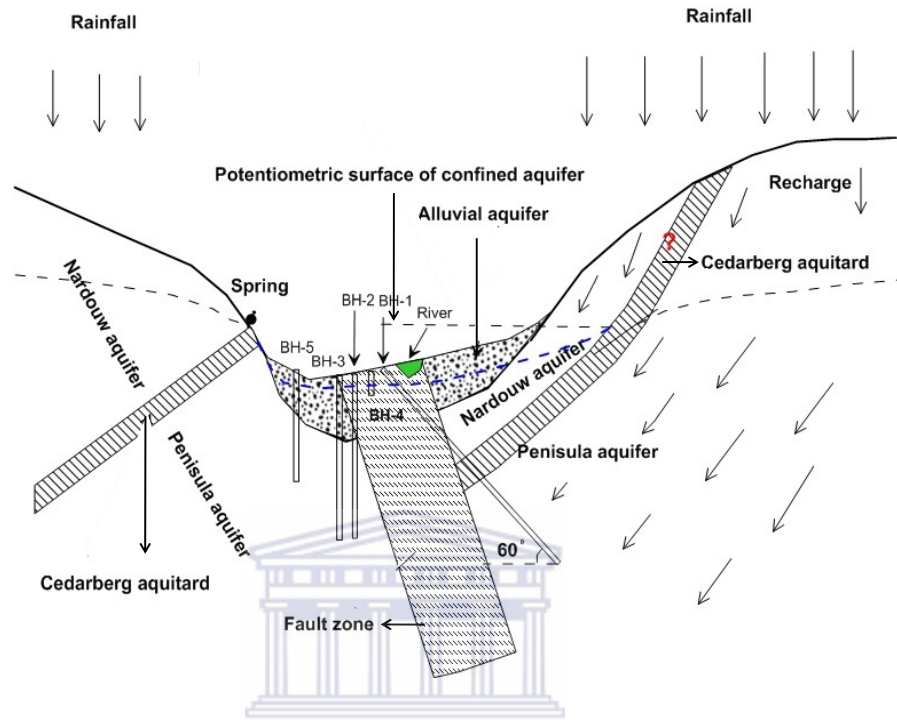 Rainfall
Rainfall
Potentiometric surface of confined aquifer
Alluvial aquifer
Recharge
?
Cedarberg aquitard
Nardouw aquifer
Spring
BH-2
BH-1
River
BH-5
BH-3
BH-4
Nardouw aquifer
Penisula aquifer
Penisula aquifer
60°
Cedarberg aquitard
Fault zone